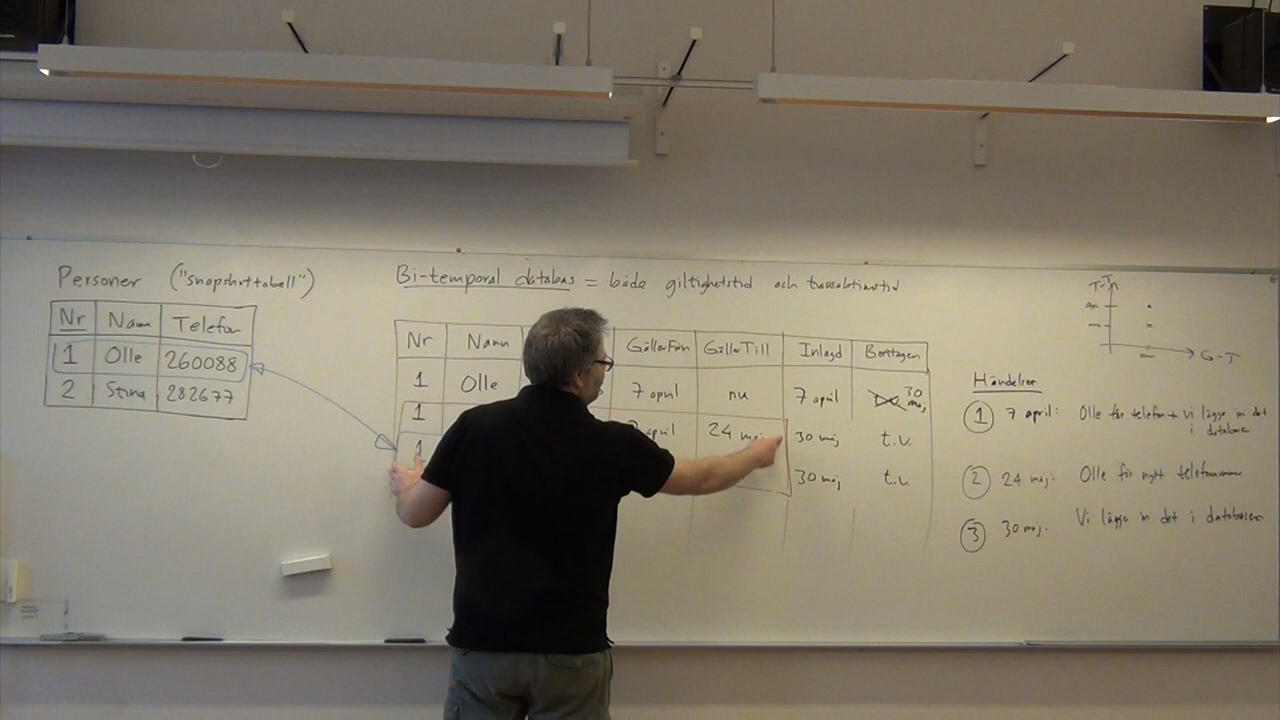 Personer ("snapshottabell")
Nr Namn Telefon
1 Olle 260088
2 Stina 282677
Bi-temporal databas = både giltighetstid och transaktionstid
Nr Namn GällerFrån GällerTill Inlagd Borttagen
1 Olle 7 april nu 7 april 30 maj
1 april 24 maj 30 maj t.v.
1 30 maj t.v.
T-T
G-T
Händelser
1 7 april: Olle får telefon + vi lägger in det
i databasen
2 24 maj: Olle får nytt telefonnummer
3 30 maj: Vi lägger in det i databasen